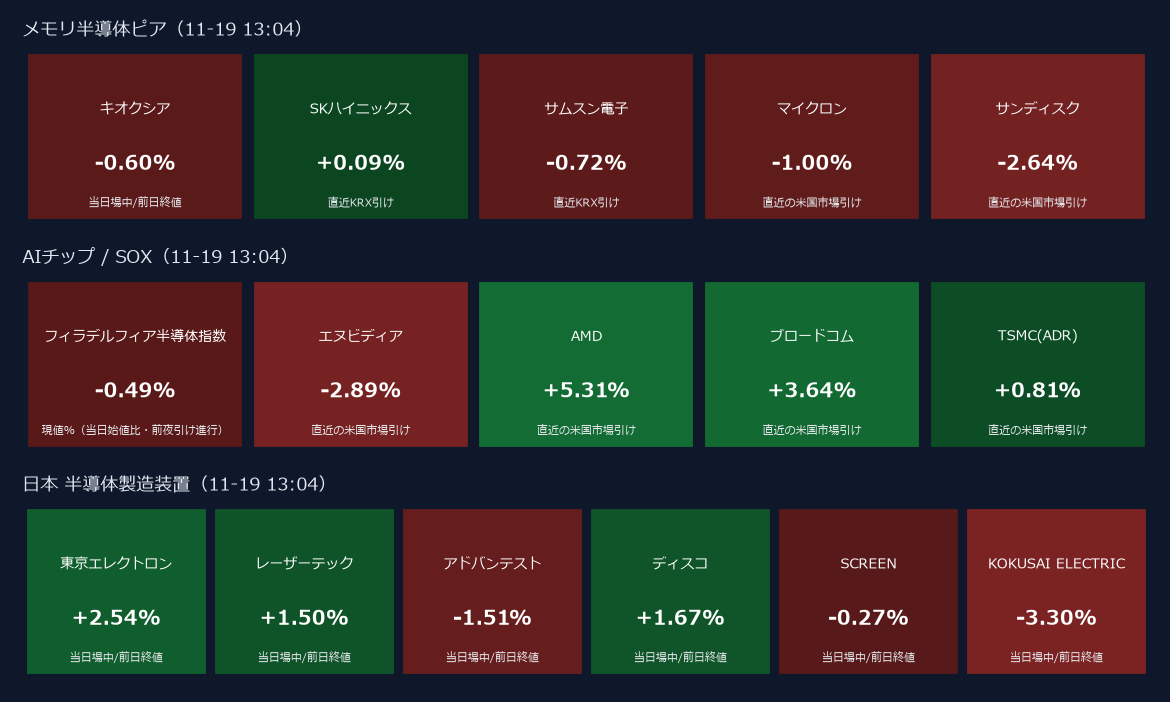 メモリ半導体ピア（11-19 13:04）
キオクシア
-0.60%
当日場中/前日終値
SKハイニックス
+0.09%
直近KRX引け
サムスン電子
-0.72%
直近KRX引け
マイクロン
-1.00%
直近の米国市場引け
サンディスク
-2.64%
直近の米国市場引け
AIチップ / SOX（11-19 13:04）
フィラデルフィア半導体指数
-0.49%
現値%（当日始値比・前夜引け進行）
エヌビディア
-2.89%
直近の米国市場引け
AMD
+5.31%
直近の米国市場引け
ブロードコム
+3.64%
直近の米国市場引け
TSMC(ADR)
+0.81%
直近の米国市場引け
日本 半導体製造装置（11-19 13:04）
東京エレクトロン
+2.54%
当日場中/前日終値
レーザーテック
+1.50%
当日場中/前日終値
アドバンテスト
-1.51%
当日場中/前日終値
ディスコ
+1.67%
当日場中/前日終値
SCREEN
-0.27%
当日場中/前日終値
KOKUSAI ELECTRIC
-3.30%
当日場中/前日終値